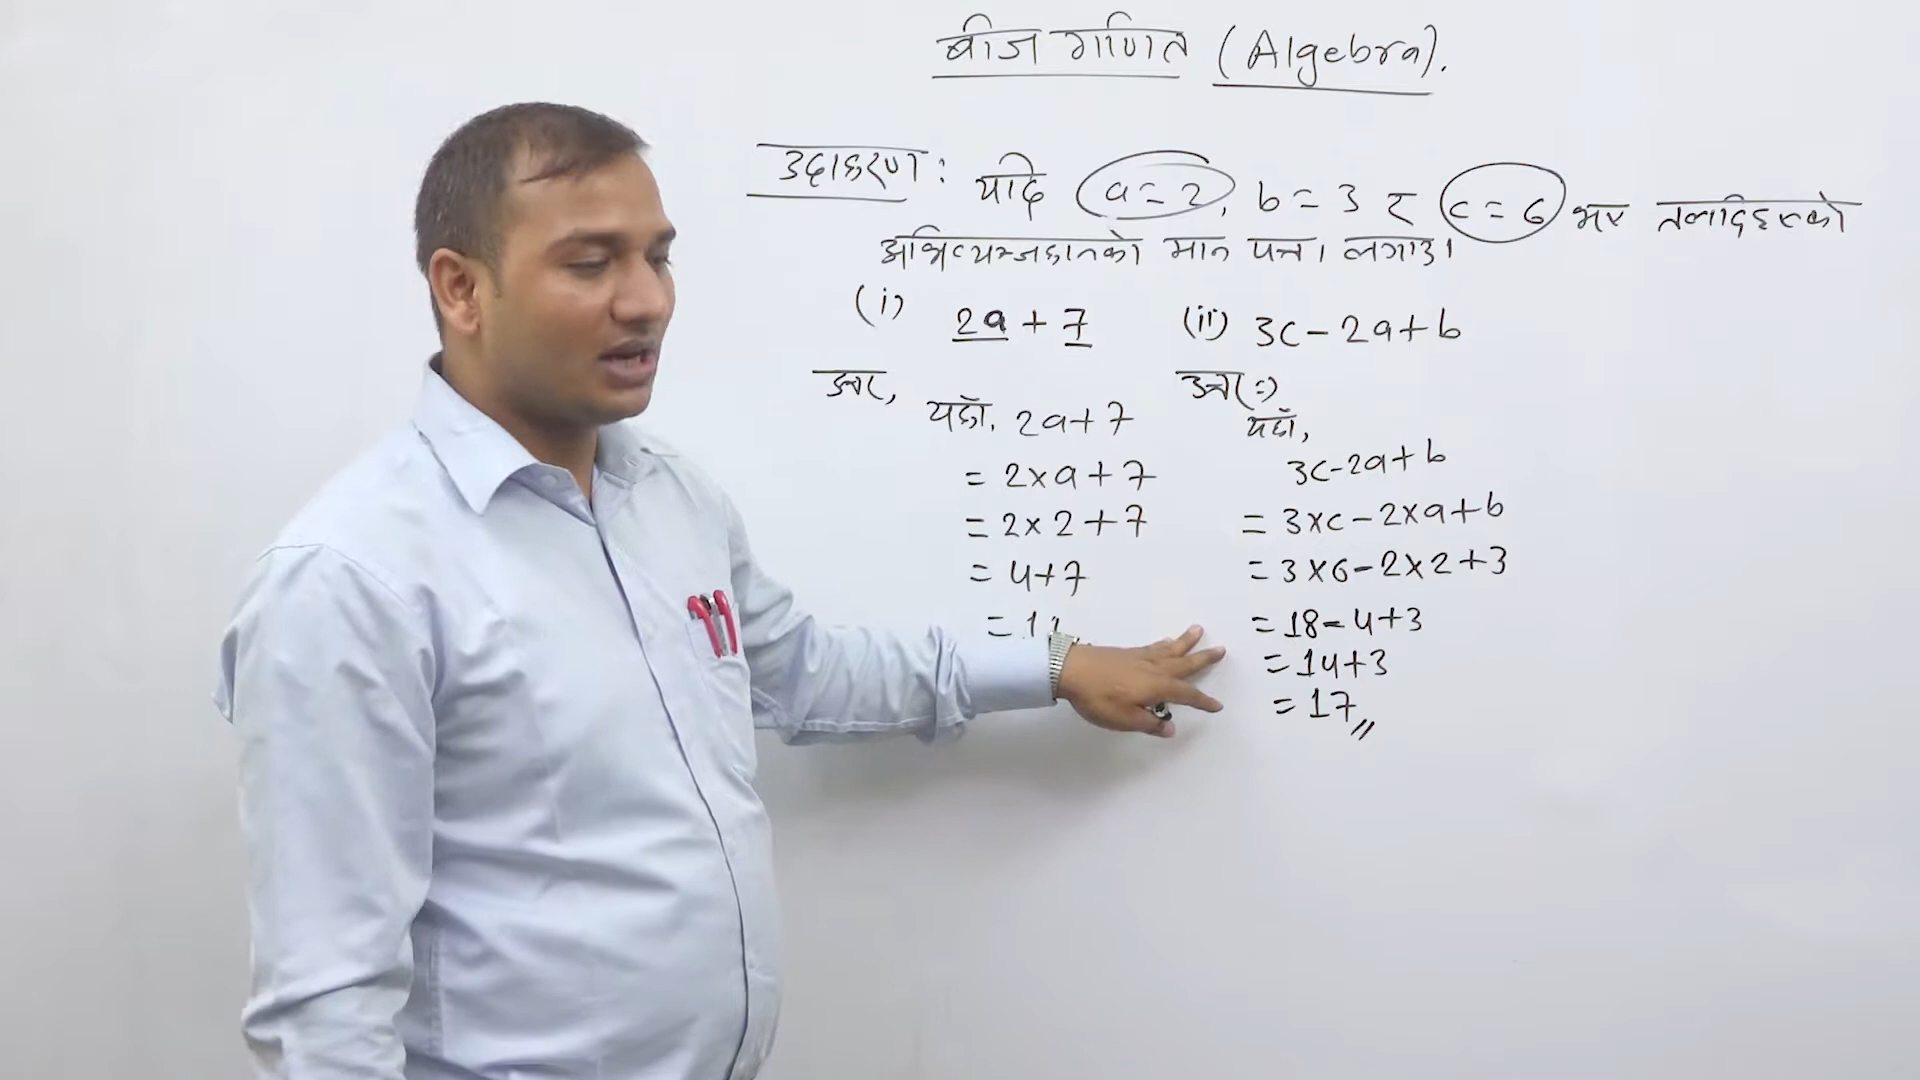 बीज गणित (Algebra).
उदाहरण: यदि a = 2, b = 3 र c = 6 भए तलादिइएको
अभिव्यञ्जहरुको मान पत्ता लगाउ।
(i) 2a + 7
(ii) 3c - 2a + b
उत्तर,
यहाँ, 2a + 7
= 2 × a + 7
= 2 × 2 + 7
= 4 + 7
= 11
उत्तर :-)
यहाँ,
3c - 2a + b
= 3 × c - 2 × a + b
= 3 × 6 - 2 × 2 + 3
= 18 - 4 + 3
= 14 + 3
= 17,,